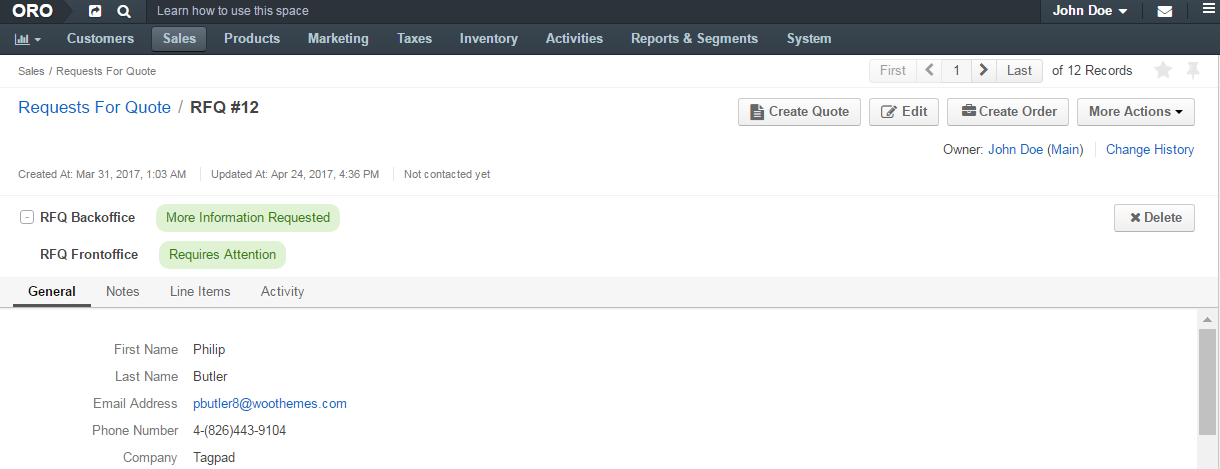 ORO Learn how to use this space John Doe
Customers Sales Products Marketing Taxes Inventory Activities Reports & Segments System
Sales / Requests For Quote First 1 Last of 12 Records
Requests For Quote / RFQ #12 Create Quote Edit Create Order More Actions
Owner: John Doe (Main) Change History
Created At: Mar 31, 2017, 1:03 AM Updated At: Apr 24, 2017, 4:36 PM Not contacted yet
RFQ Backoffice More Information Requested Delete
RFQ Frontoffice Requires Attention
General Notes Line Items Activity
First Name Philip
Last Name Butler
Email Address pbutler8@woothemes.com
Phone Number 4-(826)443-9104
Company Tagpad